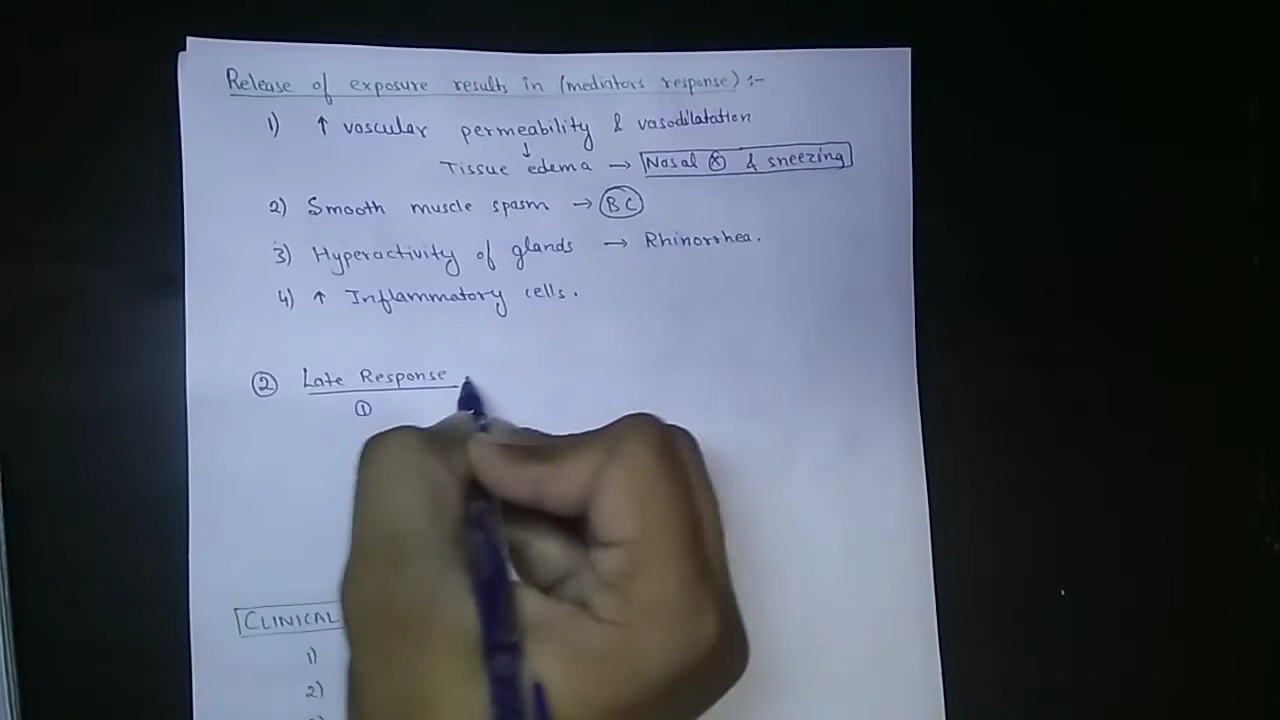 Release of exposure results in (mediators response) :-
1) ↑ vascular permeability & vasodilatation
↓
Tissue edema → Nasal ⊗ & sneezing
2) Smooth muscle spasm → BC
3) Hyperactivity of glands → Rhinorrhea.
4) ↑ Inflammatory cells.
② Late Response
①
CLINICAL
1)
2)